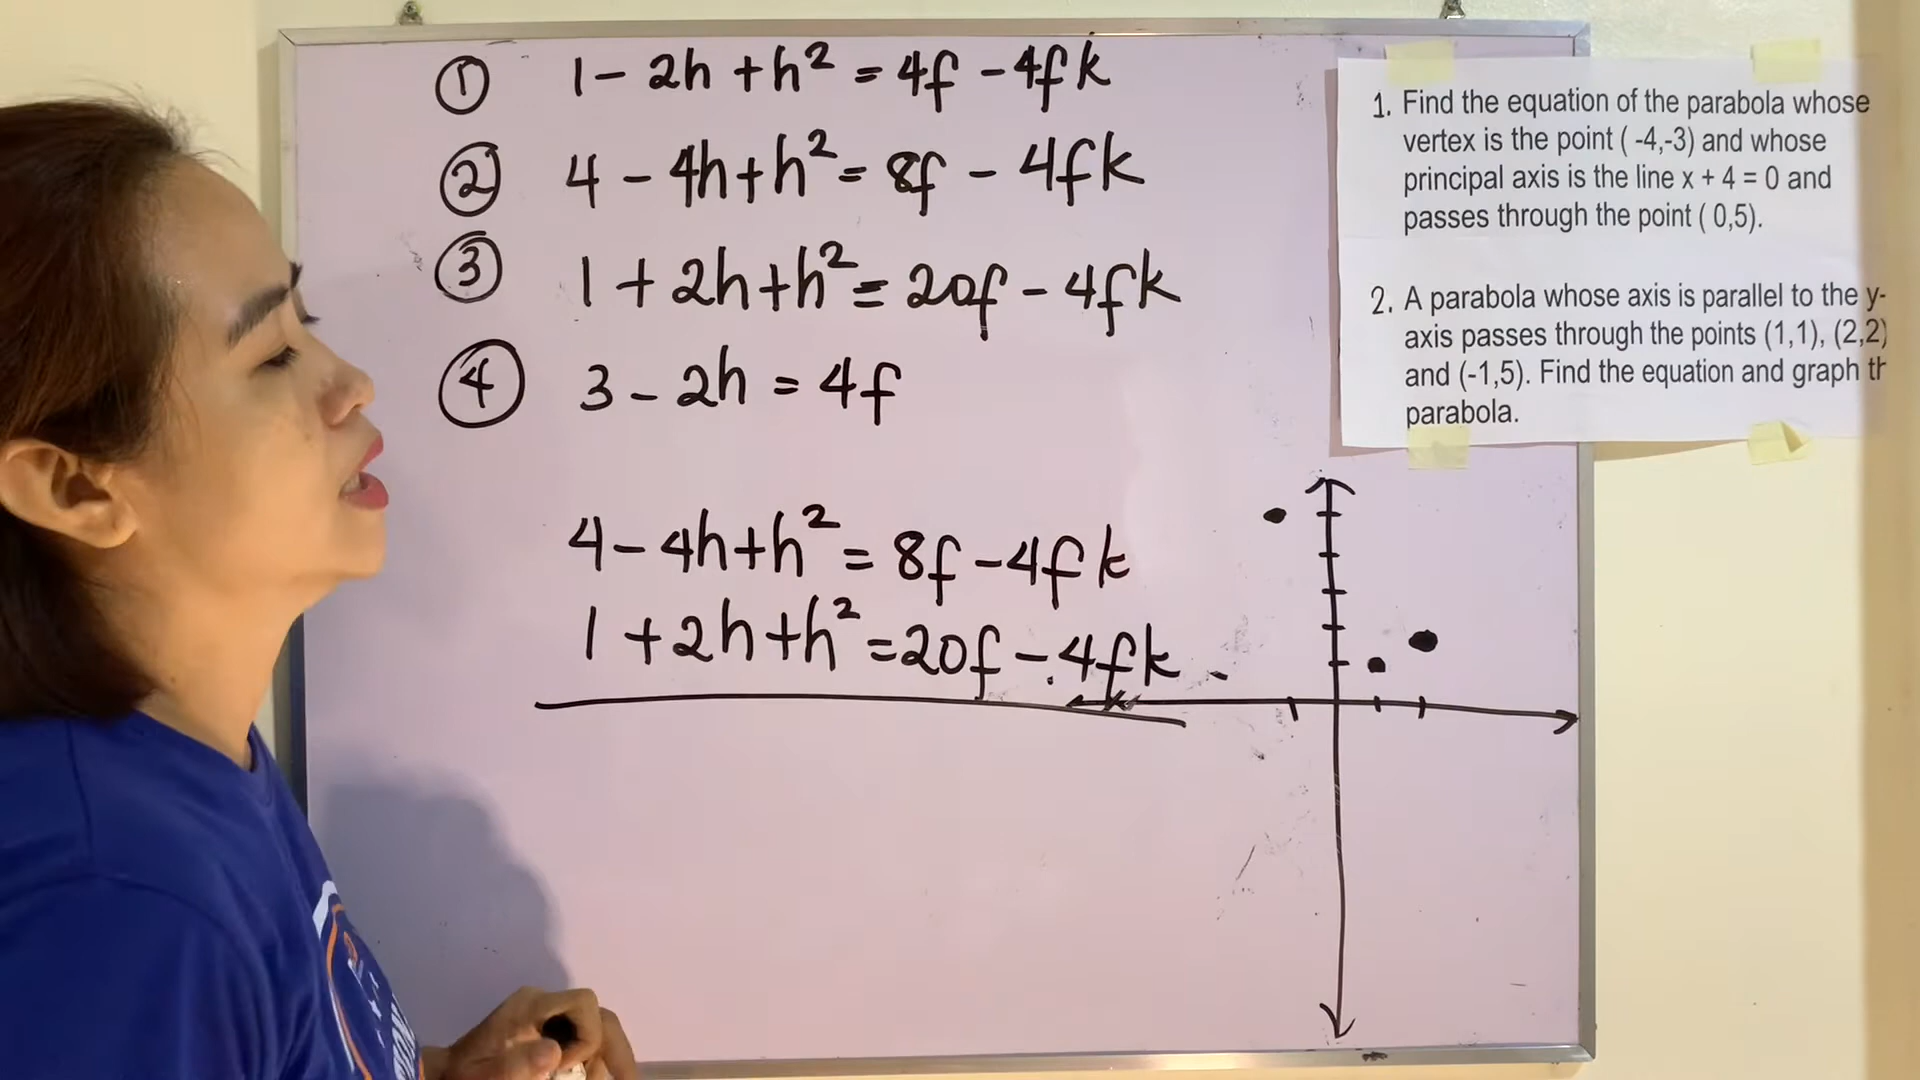 ① 1 - 2h + h² = 4f - 4fk
② 4 - 4h + h² = 8f - 4fk
③ 1 + 2h + h² = 20f - 4fk
④ 3 - 2h = 4f
4 - 4h + h² = 8f - 4fk
1 + 2h + h² = 20f - 4fk
1. Find the equation of the parabola whose
vertex is the point ( -4,-3) and whose
principal axis is the line x + 4 = 0 and
passes through the point ( 0,5).
2. A parabola whose axis is parallel to the y-
axis passes through the points (1,1), (2,2)
and (-1,5). Find the equation and graph th
parabola.